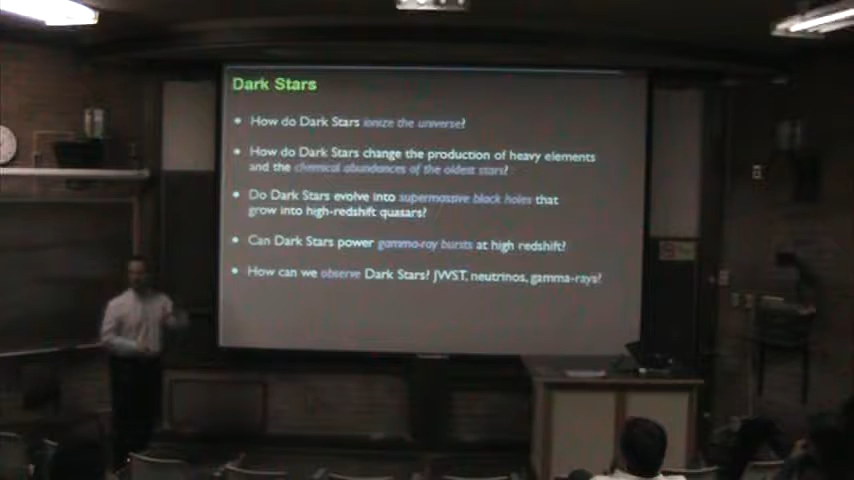 Dark Stars
• How do Dark Stars ionize the universe?
• How do Dark Stars change the production of heavy elements
and the chemical abundances of the oldest stars?
• Do Dark Stars evolve into supermassive black holes that
grow into high-redshift quasars?
• Can Dark Stars power gamma-ray bursts at high redshift?
• How can we observe Dark Stars? JWST, neutrinos, gamma-rays?